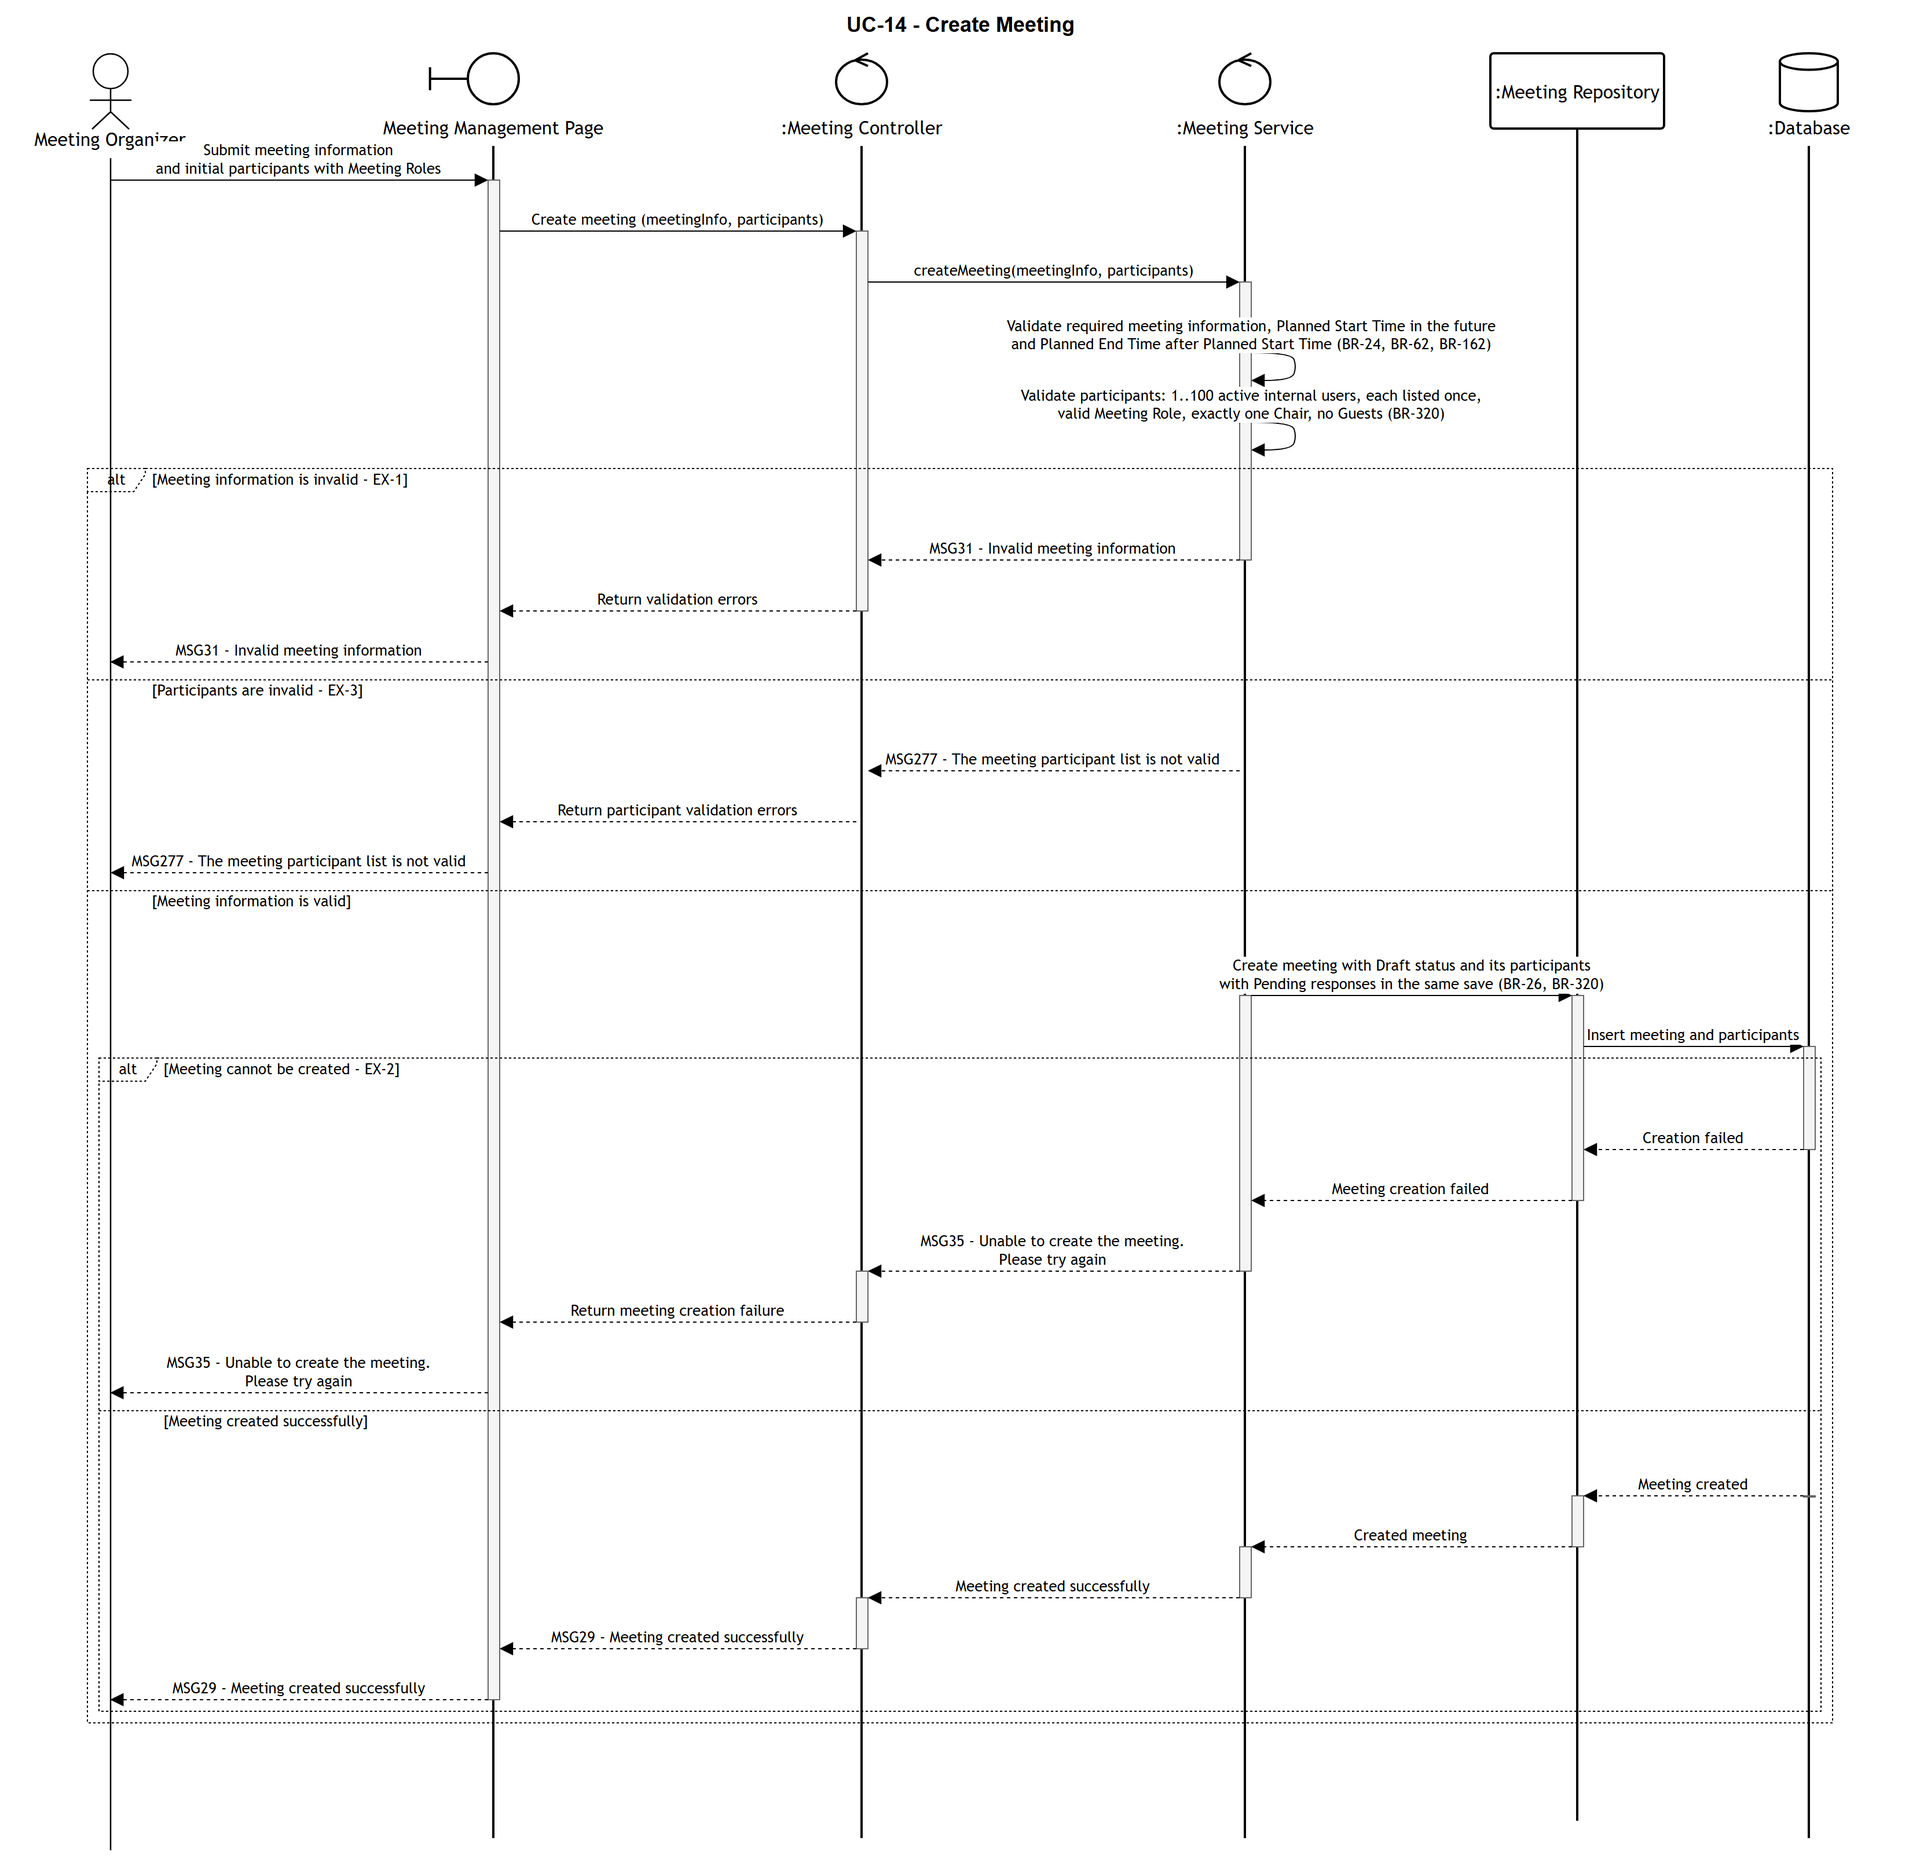 UC-14 - Create Meeting
Meeting Organizer
Meeting Management Page
:Meeting Controller
:Meeting Service
:Meeting Repository
:Database
Submit meeting information
and initial participants with Meeting Roles
Create meeting (meetingInfo, participants)
createMeeting(meetingInfo, participants)
Validate required meeting information, Planned Start Time in the future
and Planned End Time after Planned Start Time (BR-24, BR-62, BR-162)
Validate participants: 1..100 active internal users, each listed once,
valid Meeting Role, exactly one Chair, no Guests (BR-320)
alt
[Meeting information is invalid - EX-1]
MSG31 - Invalid meeting information
Return validation errors
MSG31 - Invalid meeting information
[Participants are invalid - EX-3]
MSG277 - The meeting participant list is not valid
Return participant validation errors
MSG277 - The meeting participant list is not valid
[Meeting information is valid]
Create meeting with Draft status and its participants
with Pending responses in the same save (BR-26, BR-320)
Insert meeting and participants
alt
[Meeting cannot be created - EX-2]
Creation failed
Meeting creation failed
MSG35 - Unable to create the meeting.
Please try again
Return meeting creation failure
MSG35 - Unable to create the meeting.
Please try again
[Meeting created successfully]
Meeting created
Created meeting
Meeting created successfully
MSG29 - Meeting created successfully
MSG29 - Meeting created successfully